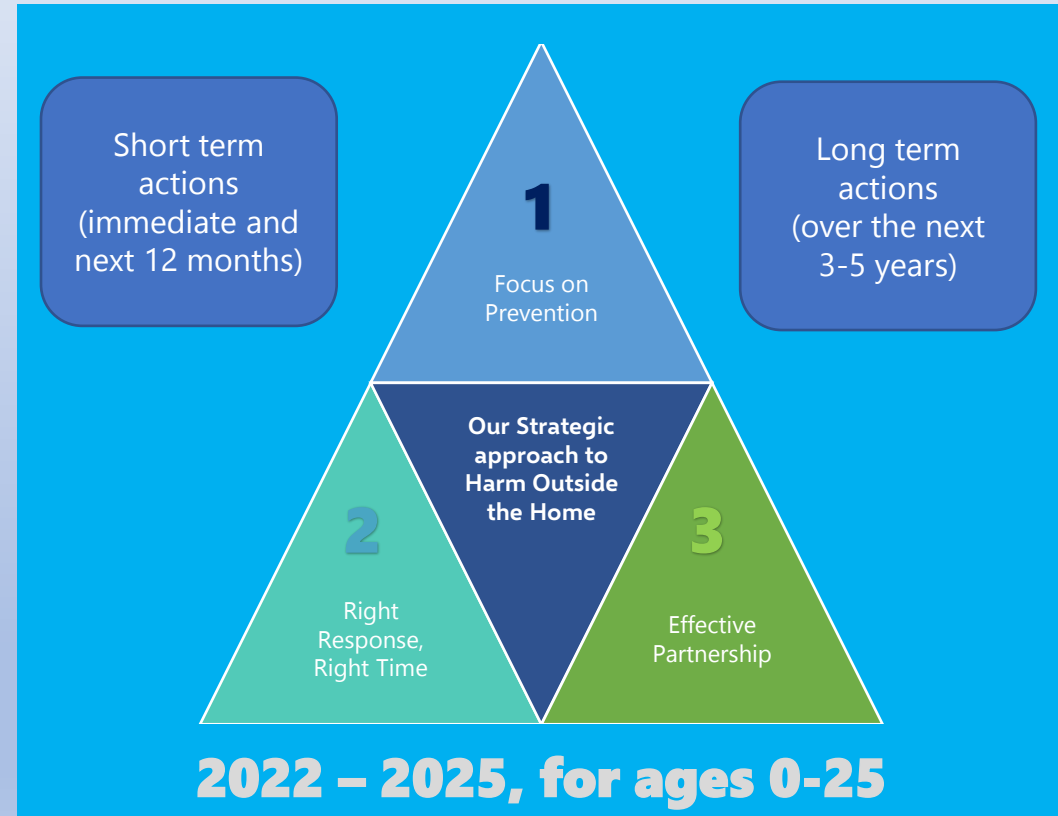 Short term
actions
(immediate and
next 12 months)
Long term
actions
(over the next
3-5 years)
1
Focus on
Prevention
Our Strategic
approach to
Harm Outside
the Home
2
Right
Response,
Right Time
3
Effective
Partnership
2022 – 2025, for ages 0-25